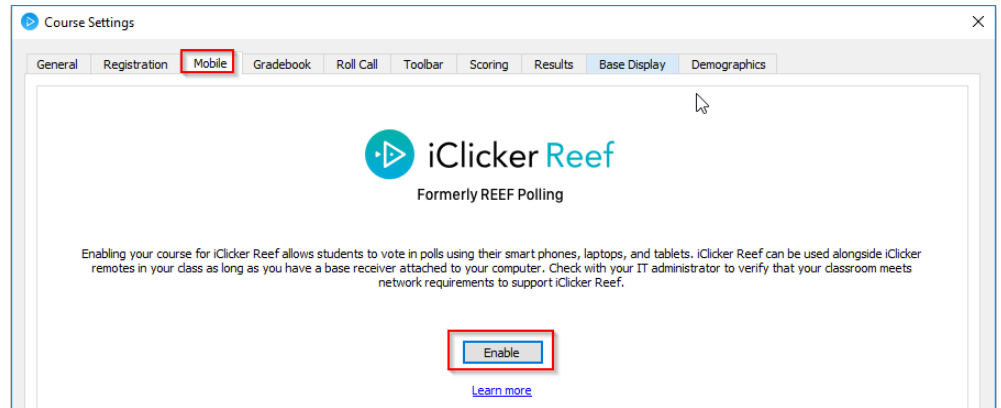 Course Settings
General Registration Mobile Gradebook Roll Call Toolbar Scoring Results Base Display Demographics
iClicker Reef
Formerly REEF Polling
Enabling your course for iClicker Reef allows students to vote in polls using their smart phones, laptops, and tablets. iClicker Reef can be used alongside iClicker
remotes in your class as long as you have a base receiver attached to your computer. Check with your IT administrator to verify that your classroom meets
network requirements to support iClicker Reef.
Enable
Learn more